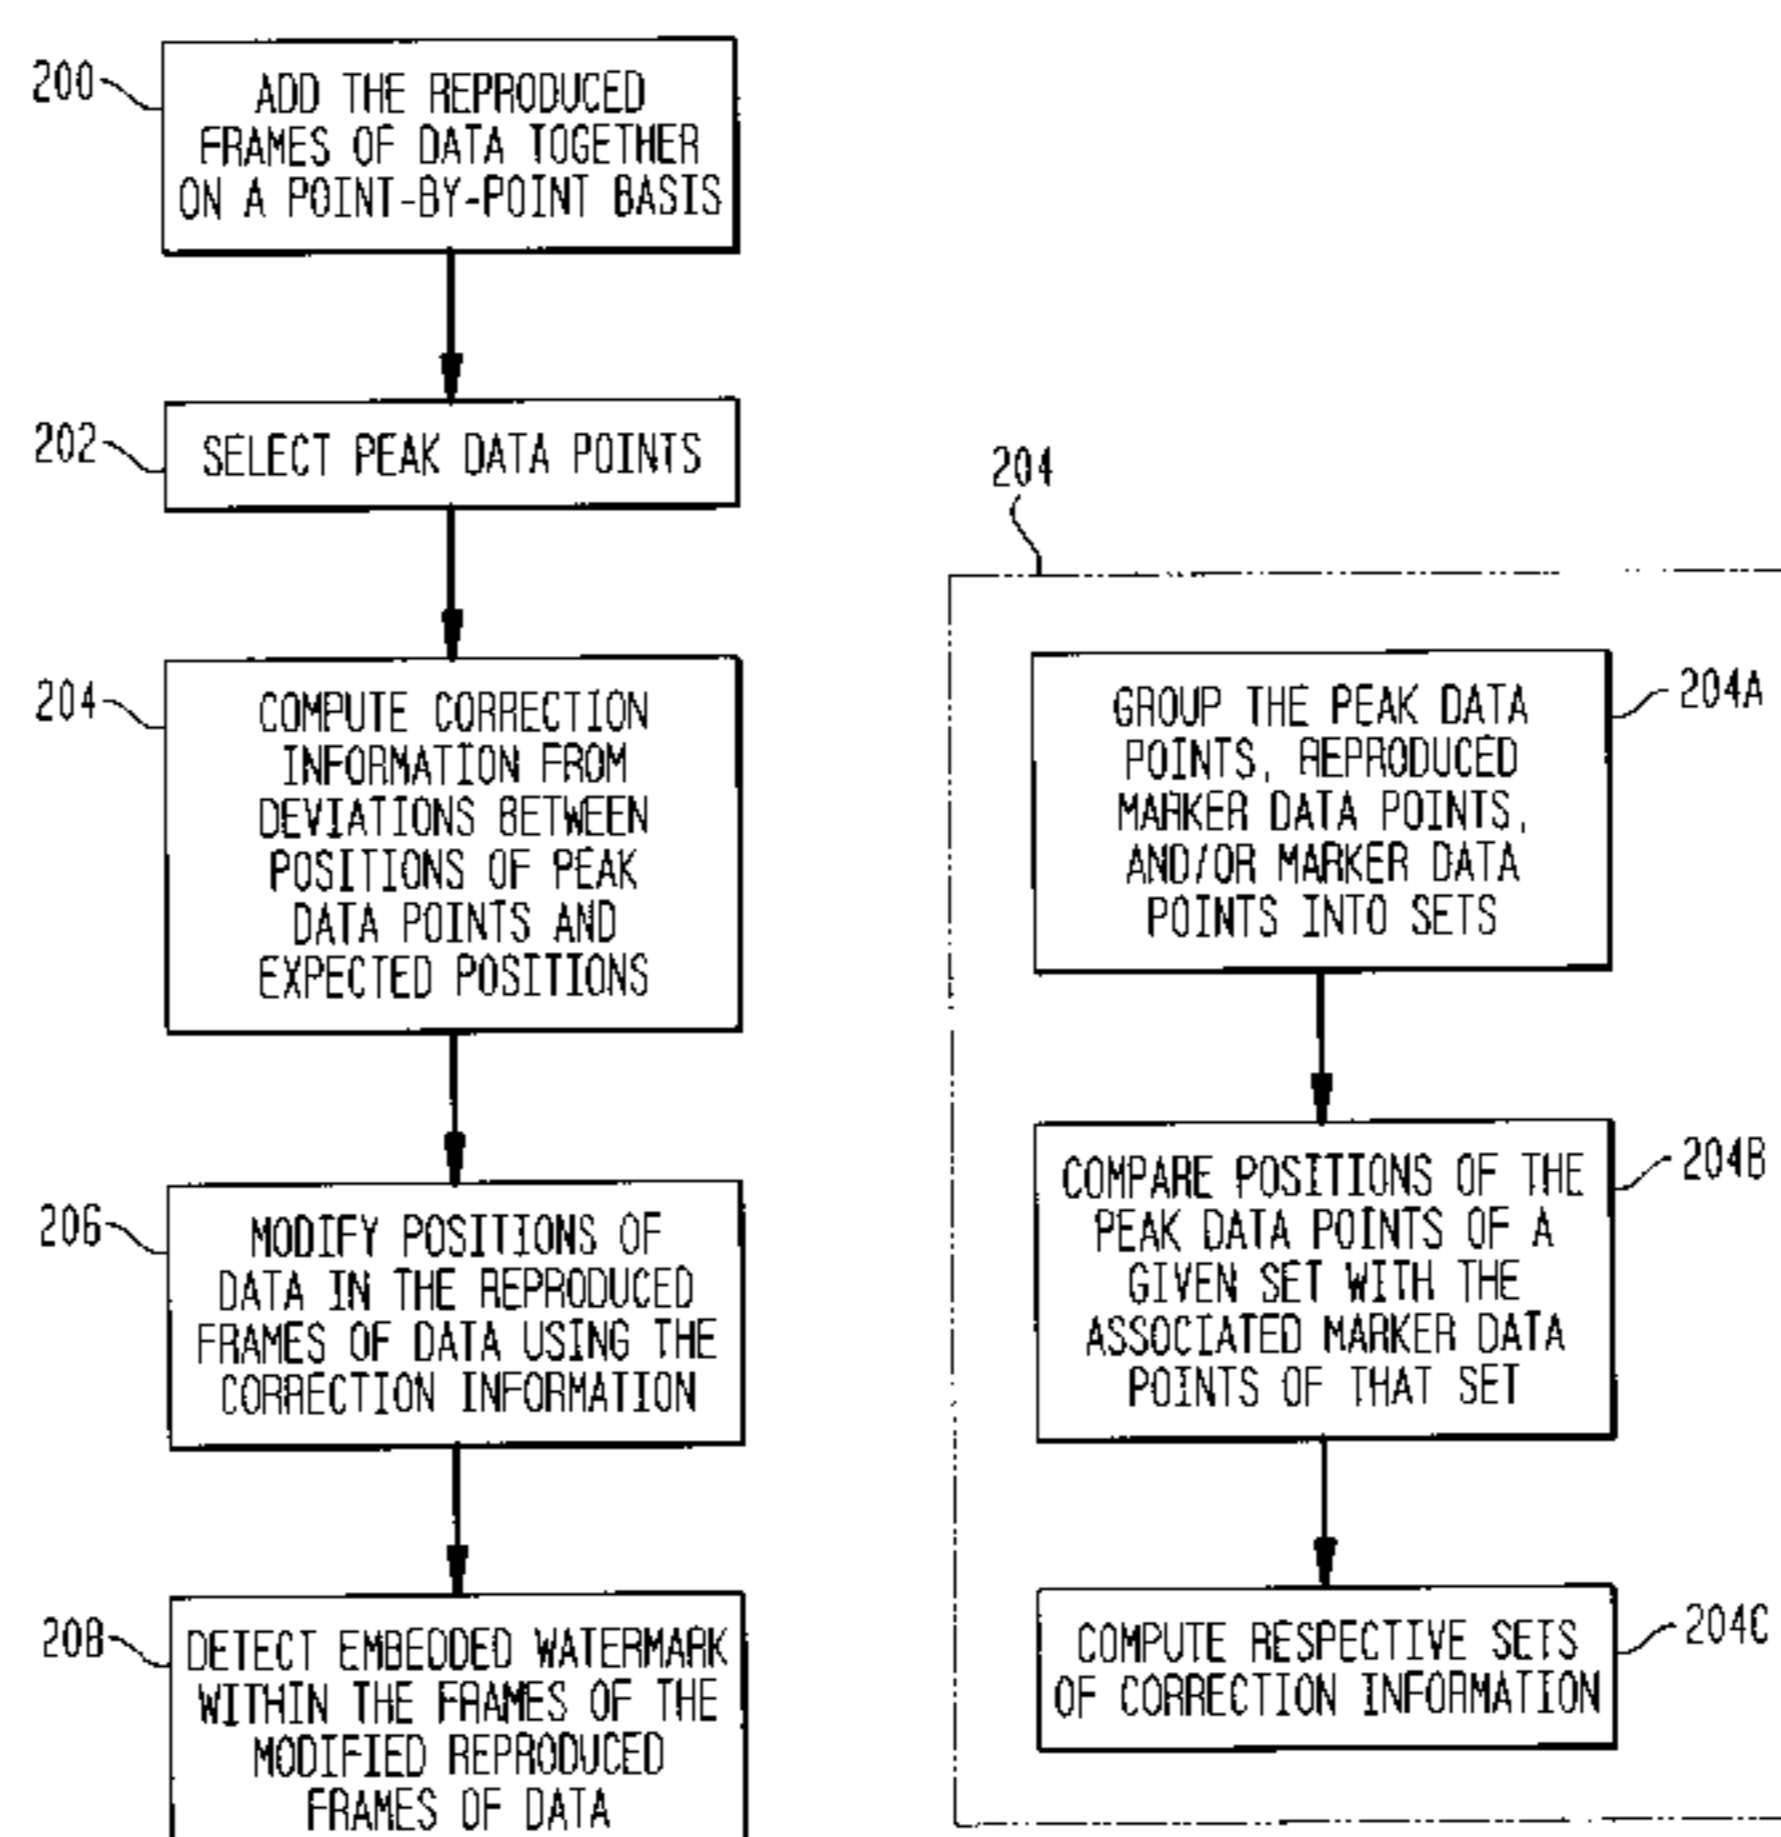 200
ADD THE REPRODUCED
FRAMES OF DATA TOGETHER
ON A POINT-BY-POINT BASIS
202
SELECT PEAK DATA POINTS
204
COMPUTE CORRECTION
INFORMATION FROM
DEVIATIONS BETWEEN
POSITIONS OF PEAK
DATA POINTS AND
EXPECTED POSITIONS
206
MODIFY POSITIONS OF
DATA IN THE REPRODUCED
FRAMES OF DATA USING THE
CORRECTION INFORMATION
208
DETECT EMBEDDED WATERMARK
WITHIN THE FRAMES OF THE
MODIFIED REPRODUCED
FRAMES OF DATA
204
204A
GROUP THE PEAK DATA
POINTS, REPRODUCED
MARKER DATA POINTS,
AND/OR MARKER DATA
POINTS INTO SETS
204B
COMPARE POSITIONS OF THE
PEAK DATA POINTS OF A
GIVEN SET WITH THE
ASSOCIATED MARKER DATA
POINTS OF THAT SET
204C
COMPUTE RESPECTIVE SETS
OF CORRECTION INFORMATION